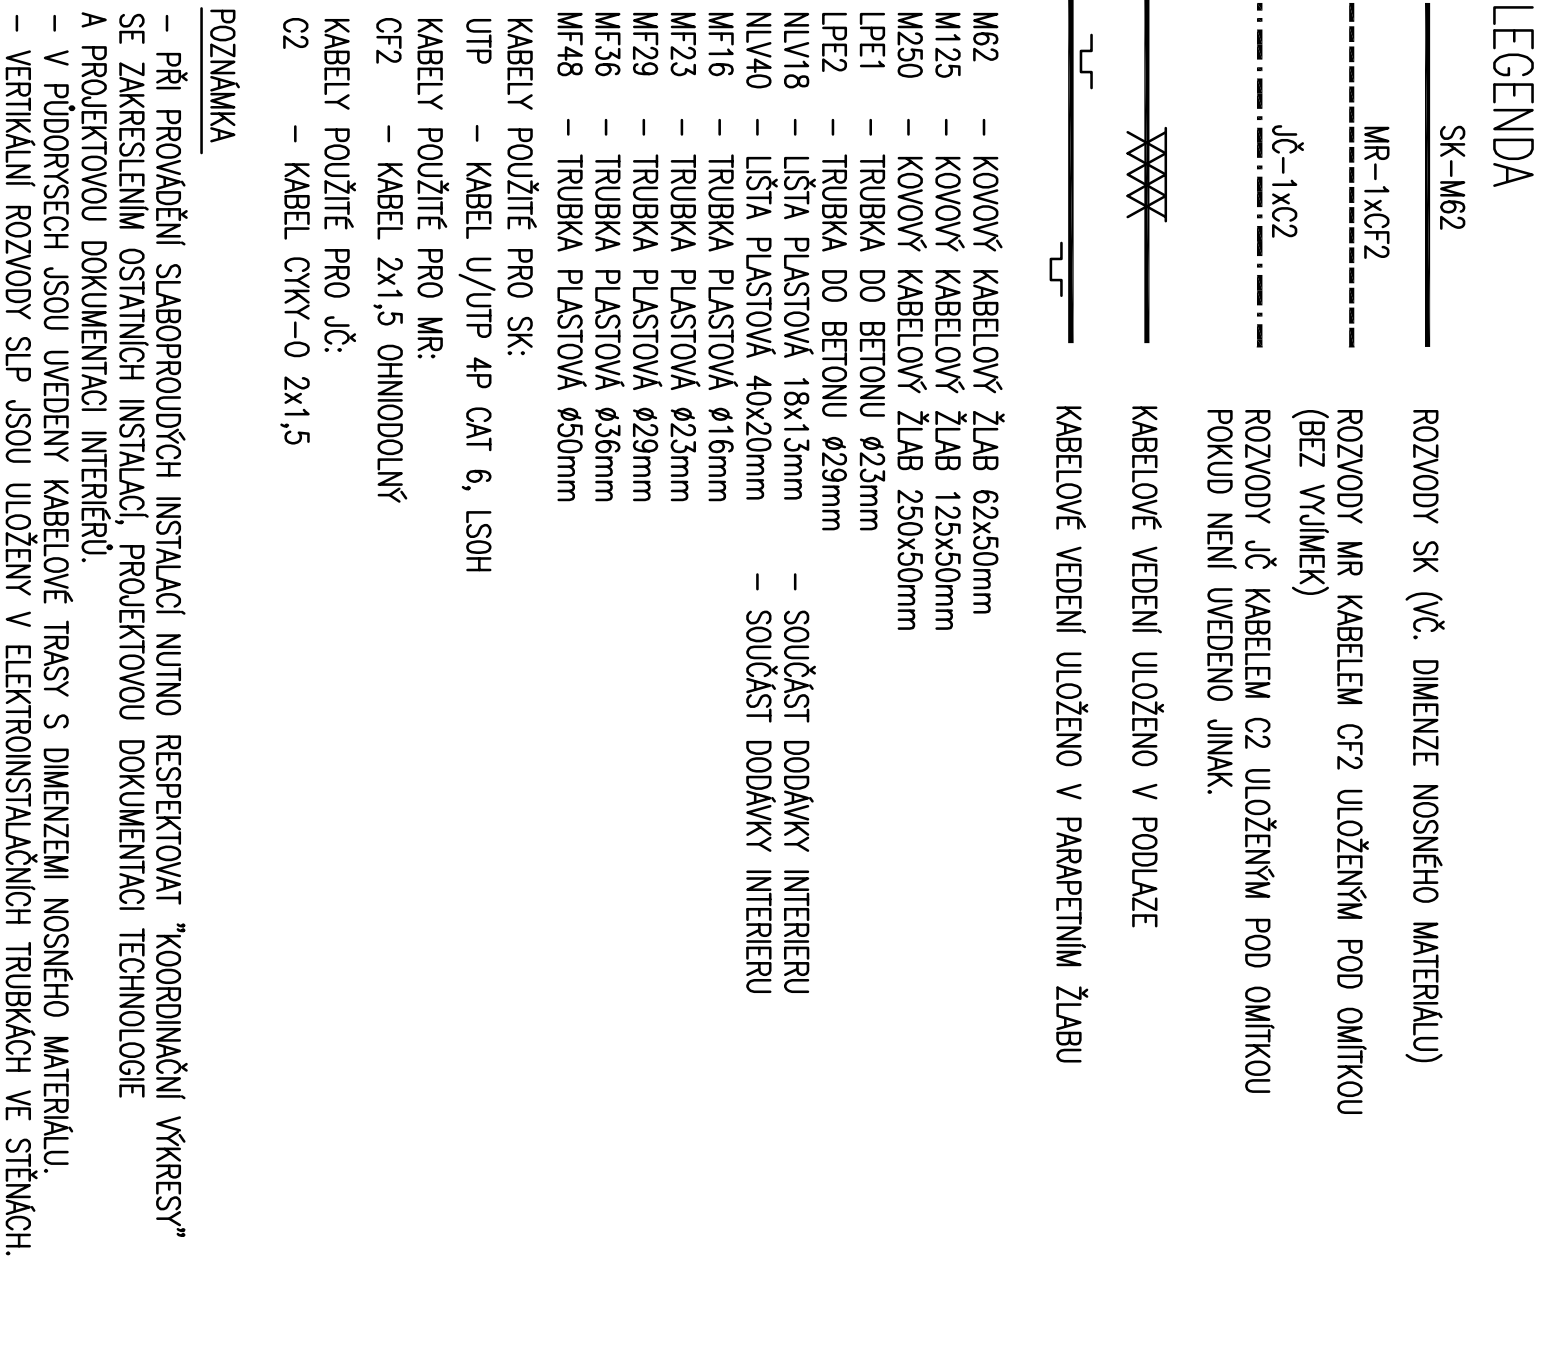 LEGENDA
SK-M62
ROZVODY SK (VČ. DIMENZE NOSNÉHO MATERIÁLU)
MR-1xCF2
ROZVODY MR KABELEM CF2 ULOŽENÝM POD OMÍTKOU
(BEZ VYJÍMEK)
JČ-1xC2
ROZVODY JČ KABELEM C2 ULOŽENÝM POD OMÍTKOU
POKUD NENÍ UVEDENO JINAK.
KABELOVÉ VEDENÍ ULOŽENO V PODLAZE
KABELOVÉ VEDENÍ ULOŽENO V PARAPETNÍM ŽLABU
M62 - KOVOVÝ KABELOVÝ ŽLAB 62x50mm
M125 - KOVOVÝ KABELOVÝ ŽLAB 125x50mm
M250 - KOVOVÝ KABELOVÝ ŽLAB 250x50mm
LPE1 - TRUBKA DO BETONU ø23mm
LPE2 - TRUBKA DO BETONU ø29mm
NLV18 - LIŠTA PLASTOVÁ 18x13mm - SOUČÁST DODÁVKY INTERIERU
NLV40 - LIŠTA PLASTOVÁ 40x20mm - SOUČÁST DODÁVKY INTERIERU
MF16 - TRUBKA PLASTOVÁ ø16mm
MF23 - TRUBKA PLASTOVÁ ø23mm
MF29 - TRUBKA PLASTOVÁ ø29mm
MF36 - TRUBKA PLASTOVÁ ø36mm
MF48 - TRUBKA PLASTOVÁ ø50mm
KABELY POUŽITÉ PRO SK:
UTP - KABEL U/UTP 4P CAT 6, LSOH
KABELY POUŽITÉ PRO MR:
CF2 - KABEL 2x1,5 OHNIODOLNÝ
KABELY POUŽITÉ PRO JČ:
C2 - KABEL CYKY-O 2x1,5
POZNÁMKA
- PŘI PROVÁDĚNÍ SLABOPROUDÝCH INSTALACÍ NUTNO RESPEKTOVAT "KOORDINAČNÍ VÝKRESY"
SE ZAKRESLENÍM OSTATNÍCH INSTALACÍ, PROJEKTOVOU DOKUMENTACI TECHNOLOGIE
A PROJEKTOVOU DOKUMENTACI INTERIÉRŮ.
- V PŮDORYSECH JSOU UVEDENY KABELOVÉ TRASY S DIMENZEMI NOSNÉHO MATERIÁLU.
- VERTIKÁLNÍ ROZVODY SLP JSOU ULOŽENY V ELEKTROINSTALAČNÍCH TRUBKÁCH VE STĚNÁCH.